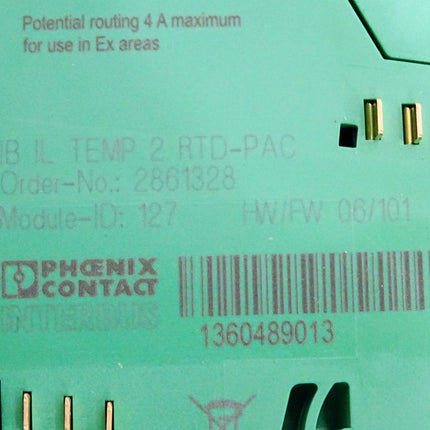 Potential routing 4 A maximum
for use in Ex areas
IB IL TEMP 2 RTD-PAC
Order-No.: 2861328
Module-ID: 127 HW/FW 06/101
PHŒNIX
CONTACT
INTERBUS
1360489013